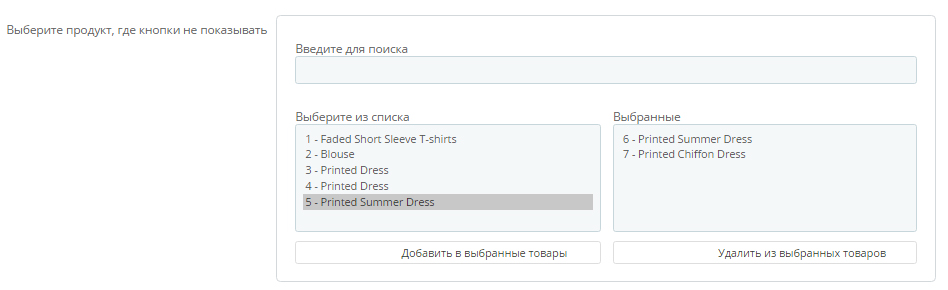 Выберите продукт, где кнопки не показывать
Введите для поиска
Выберите из списка
1 - Faded Short Sleeve T-shirts
2 - Blouse
3 - Printed Dress
4 - Printed Dress
5 - Printed Summer Dress
Добавить в выбранные товары
Выбранные
6 - Printed Summer Dress
7 - Printed Chiffon Dress
Удалить из выбранных товаров